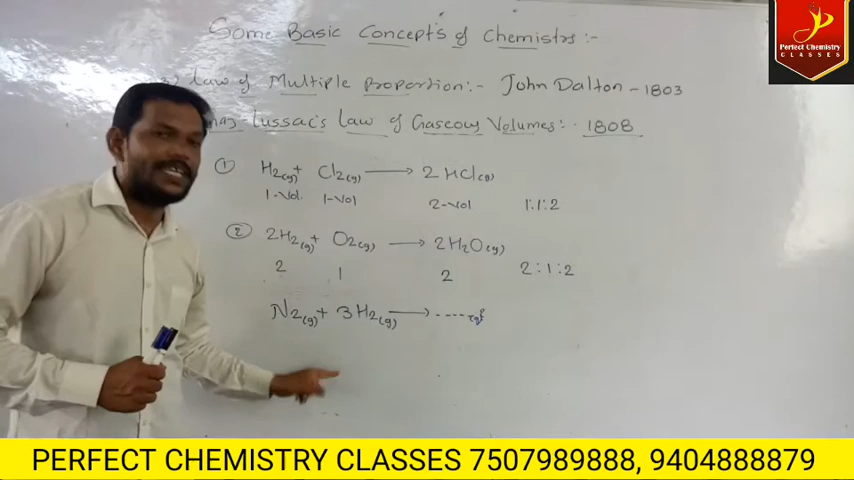 Some Basic Concepts of Chemistry :-
Perfect Chemistry
CLASSES
law of Multiple proportion:- John Dalton - 1803
Lussac's Law of Gaseous Volumes:- 1808
① H2(g) + Cl2(g) → 2HCl(g)
1-Vol. 1-Vol 2-Vol 1:1:2
② 2H2(g) + O2(g) → 2H2O(g)
2 1 2 2:1:2
N2(g) + 3H2(g) → ----
PERFECT CHEMISTRY CLASSES 7507989888, 9404888879